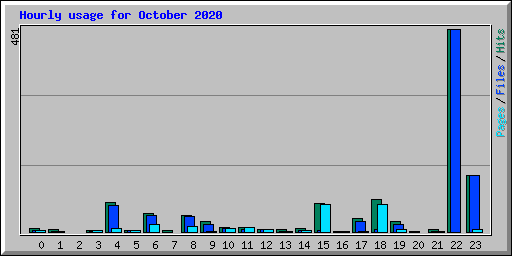 Hourly usage for October 2020
481
Pages/Files/Hits
0 1 2 3 4 5 6 7 8 9 10 11 12 13 14 15 16 17 18 19 20 21 22 23